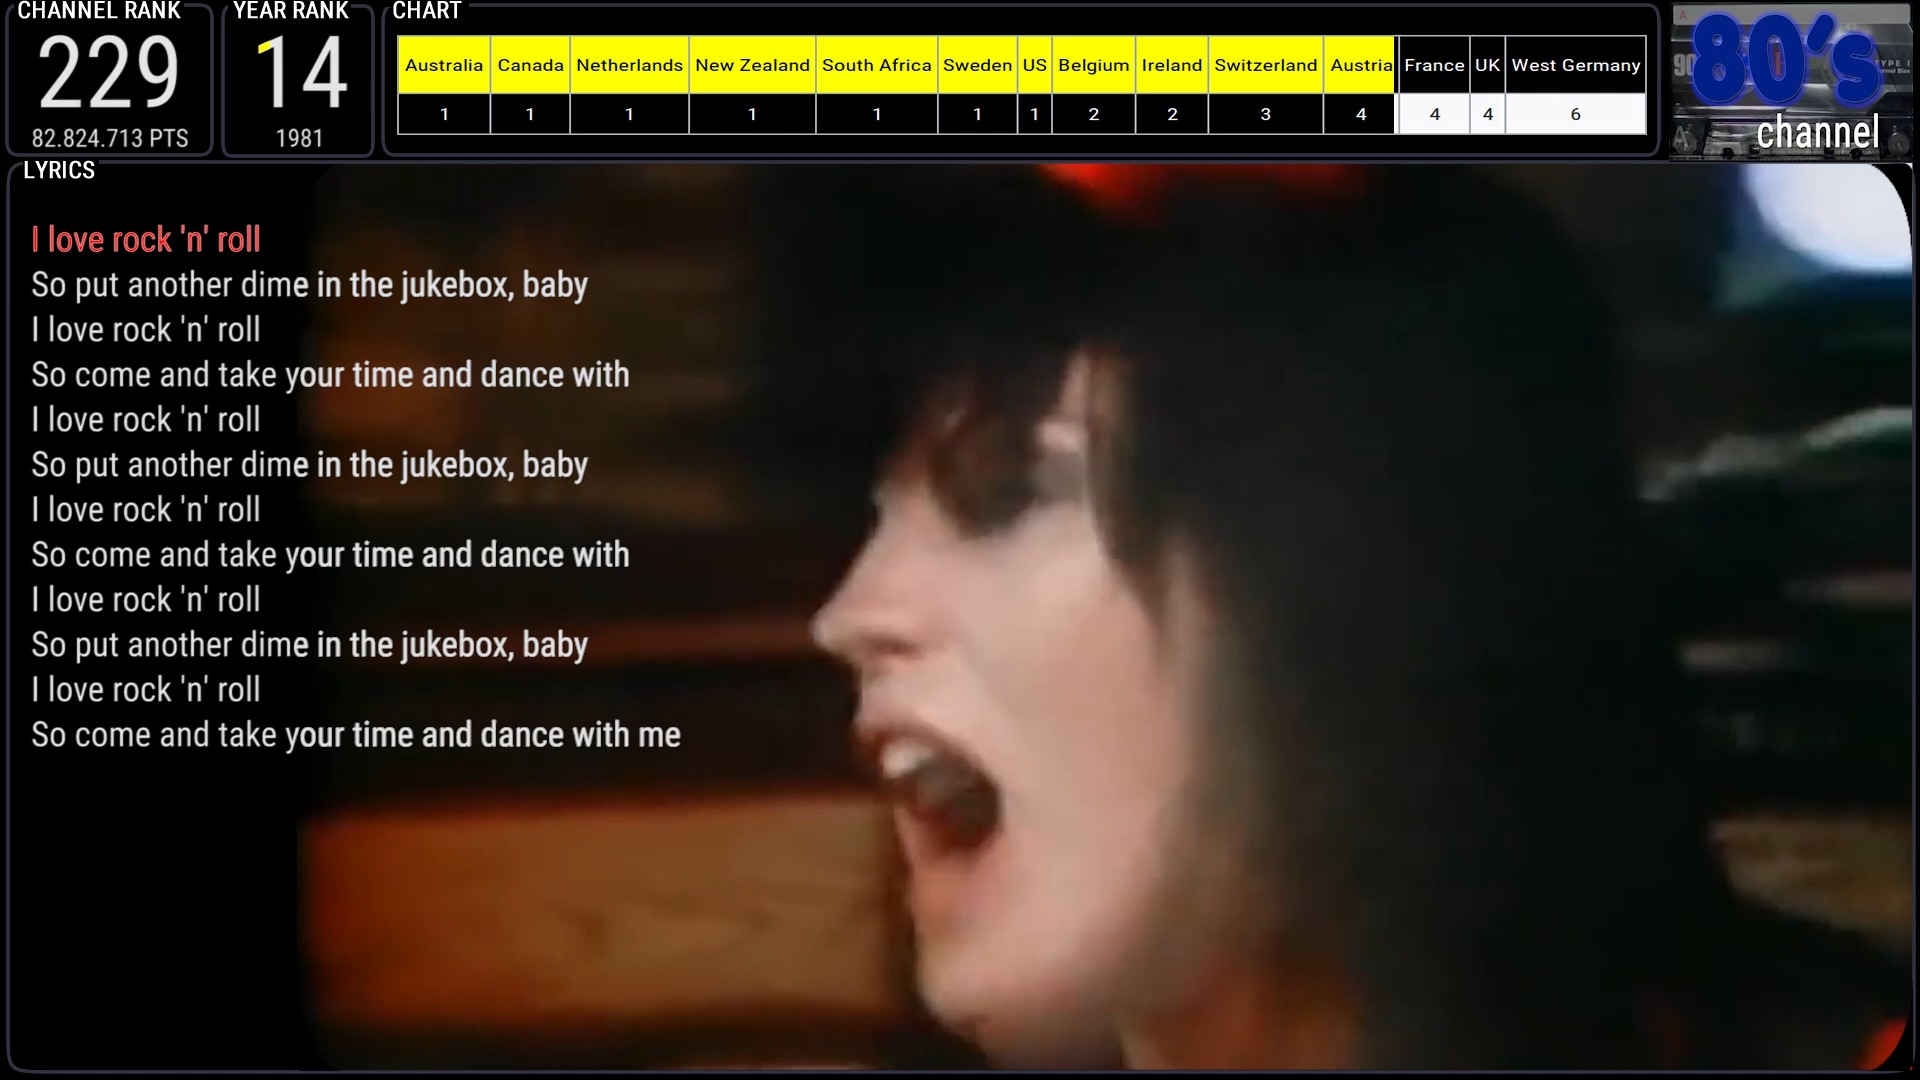 CHANNEL RANK
229
82.824.713 PTS
YEAR RANK
14
1981
CHART
Australia Canada Netherlands New Zealand South Africa Sweden US Belgium Ireland Switzerland Austria France UK West Germany
1 1 1 1 1 1 1 2 2 3 4 4 4 6
90
A
TYPE I
80's
channel
LYRICS
I love rock 'n' roll
So put another dime in the jukebox, baby
I love rock 'n' roll
So come and take your time and dance with
I love rock 'n' roll
So put another dime in the jukebox, baby
I love rock 'n' roll
So come and take your time and dance with
I love rock 'n' roll
So put another dime in the jukebox, baby
I love rock 'n' roll
So come and take your time and dance with me